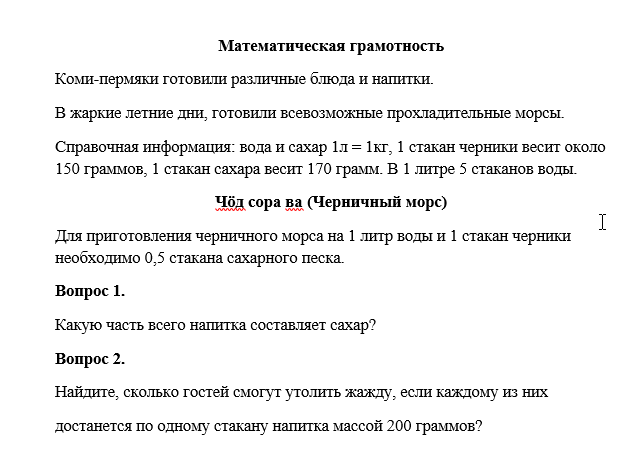 Математическая грамотность
Коми-пермяки готовили различные блюда и напитки.
В жаркие летние дни, готовили всевозможные прохладительные морсы.
Справочная информация: вода и сахар 1л = 1кг, 1 стакан черники весит около
150 граммов, 1 стакан сахара весит 170 грамм. В 1 литре 5 стаканов воды.
Чӧд сора ва (Черничный морс)
Для приготовления черничного морса на 1 литр воды и 1 стакан черники
необходимо 0,5 стакана сахарного песка.
Вопрос 1.
Какую часть всего напитка составляет сахар?
Вопрос 2.
Найдите, сколько гостей смогут утолить жажду, если каждому из них
достанется по одному стакану напитка массой 200 граммов?